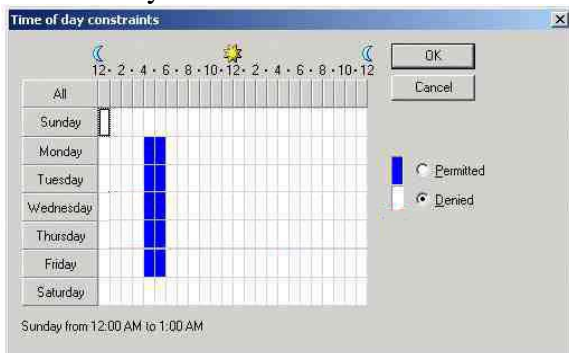 Time of day constraints
12 · 2 · 4 · 6 · 8 · 10 · 12 · 2 · 4 · 6 · 8 · 10 · 12
OK
Cancel
All
Sunday
Monday
Tuesday
Wednesday
Thursday
Friday
Saturday
Permitted
Denied
Sunday from 12:00 AM to 1:00 AM